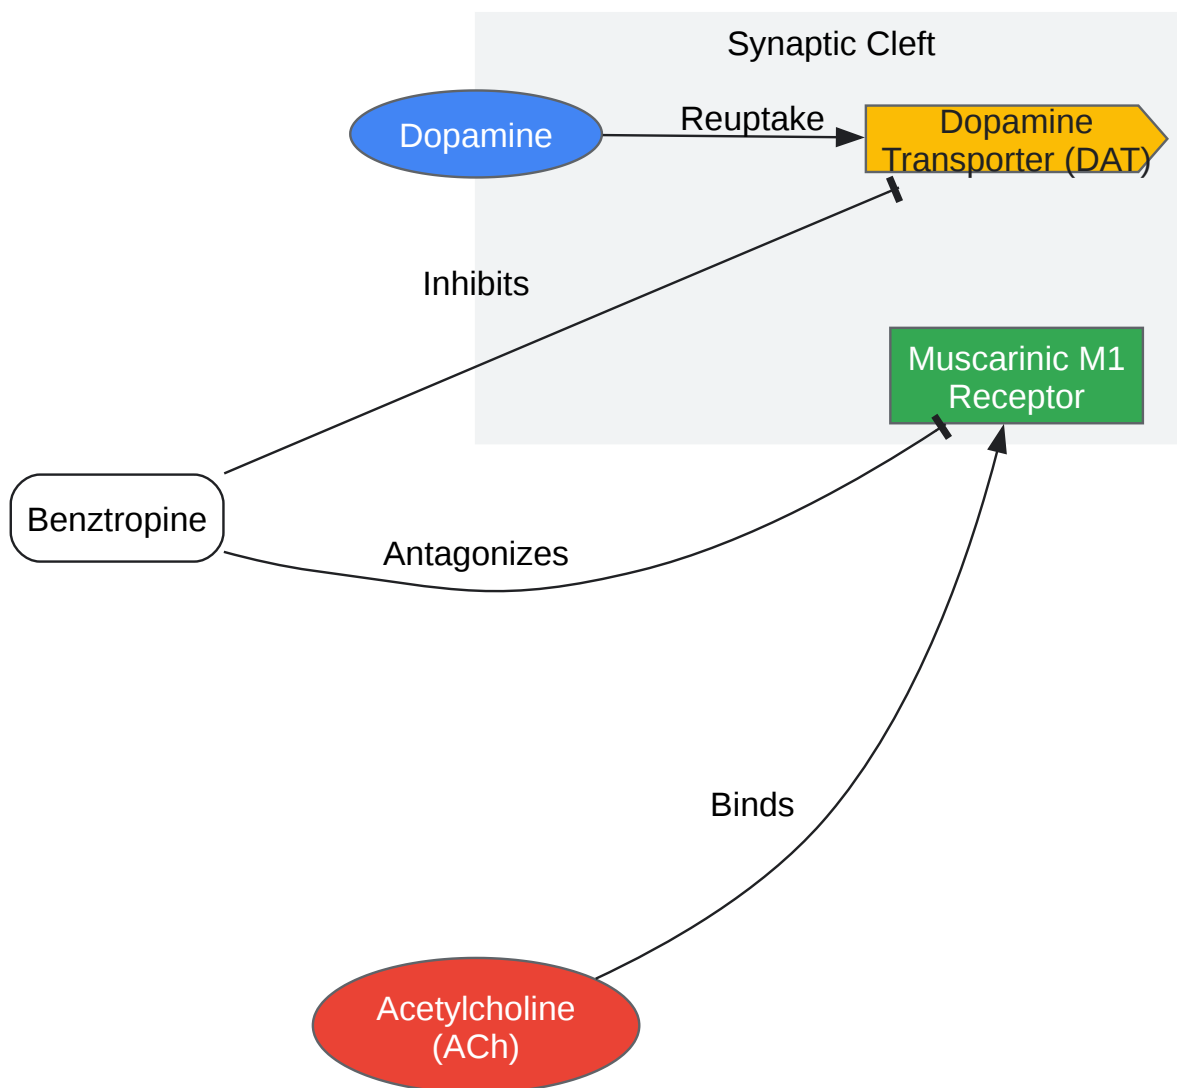 Synaptic Cleft
Dopamine
Reuptake
Dopamine
Transporter (DAT)
Inhibits
Muscarinic M1
Receptor
Benztropine
Antagonizes
Binds
Acetylcholine
(ACh)